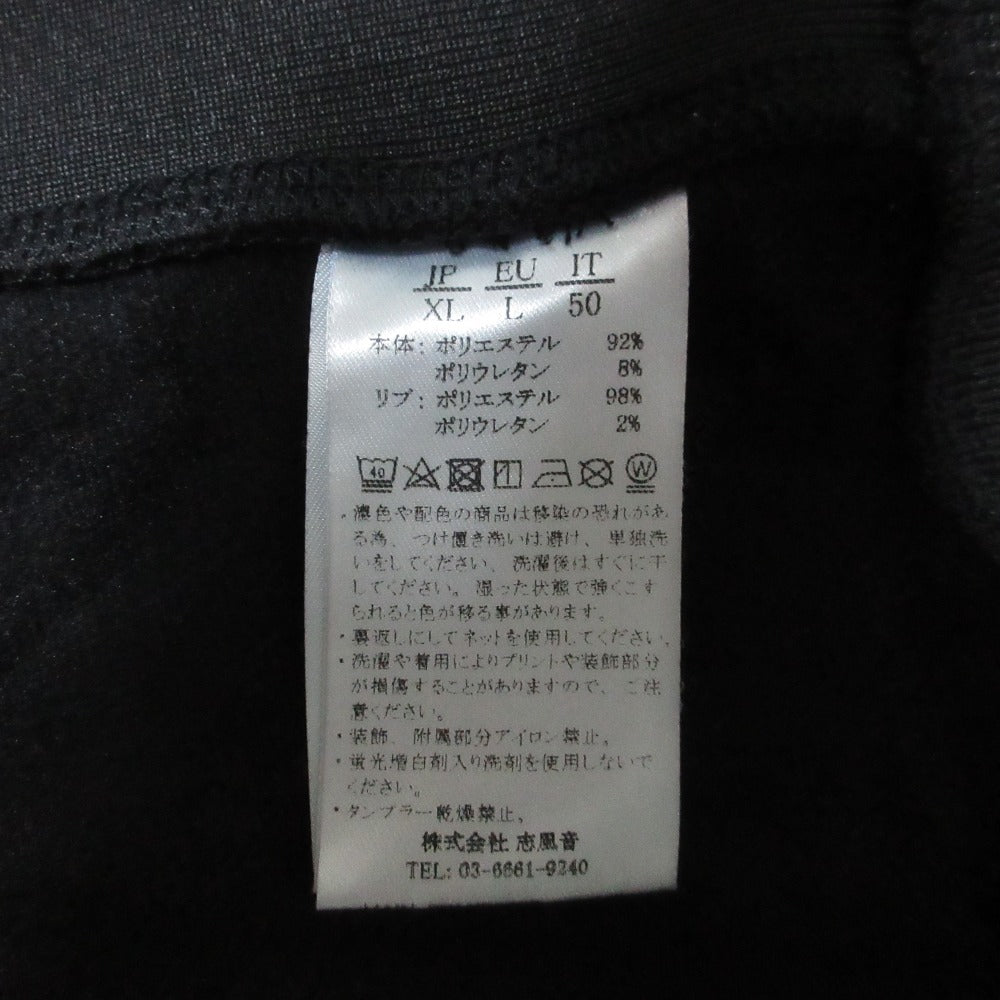 JP EU IT
XL L 50
本体: ポリエステル 92%
ポリウレタン 8%
リブ: ポリエステル 98%
ポリウレタン 2%
40 W
・濃色や配色の商品は移染の恐れがあ
る為、つけ置き洗いは避け、単独洗
いをしてください、洗濯後はすぐに干
してください。湿った状態で強くこす
られると色が移る事があります。
・裏返しにしてネットを使用してください。
・洗濯や着用によりプリントや装飾部分
が損傷することがありますので、ご注
意ください。
・装飾、附属部分アイロン禁止。
・蛍光増白剤入り洗剤を使用しないで
ください。
・タンブラー乾燥禁止。
株式会社 志風音
TEL: 03-6661-9240